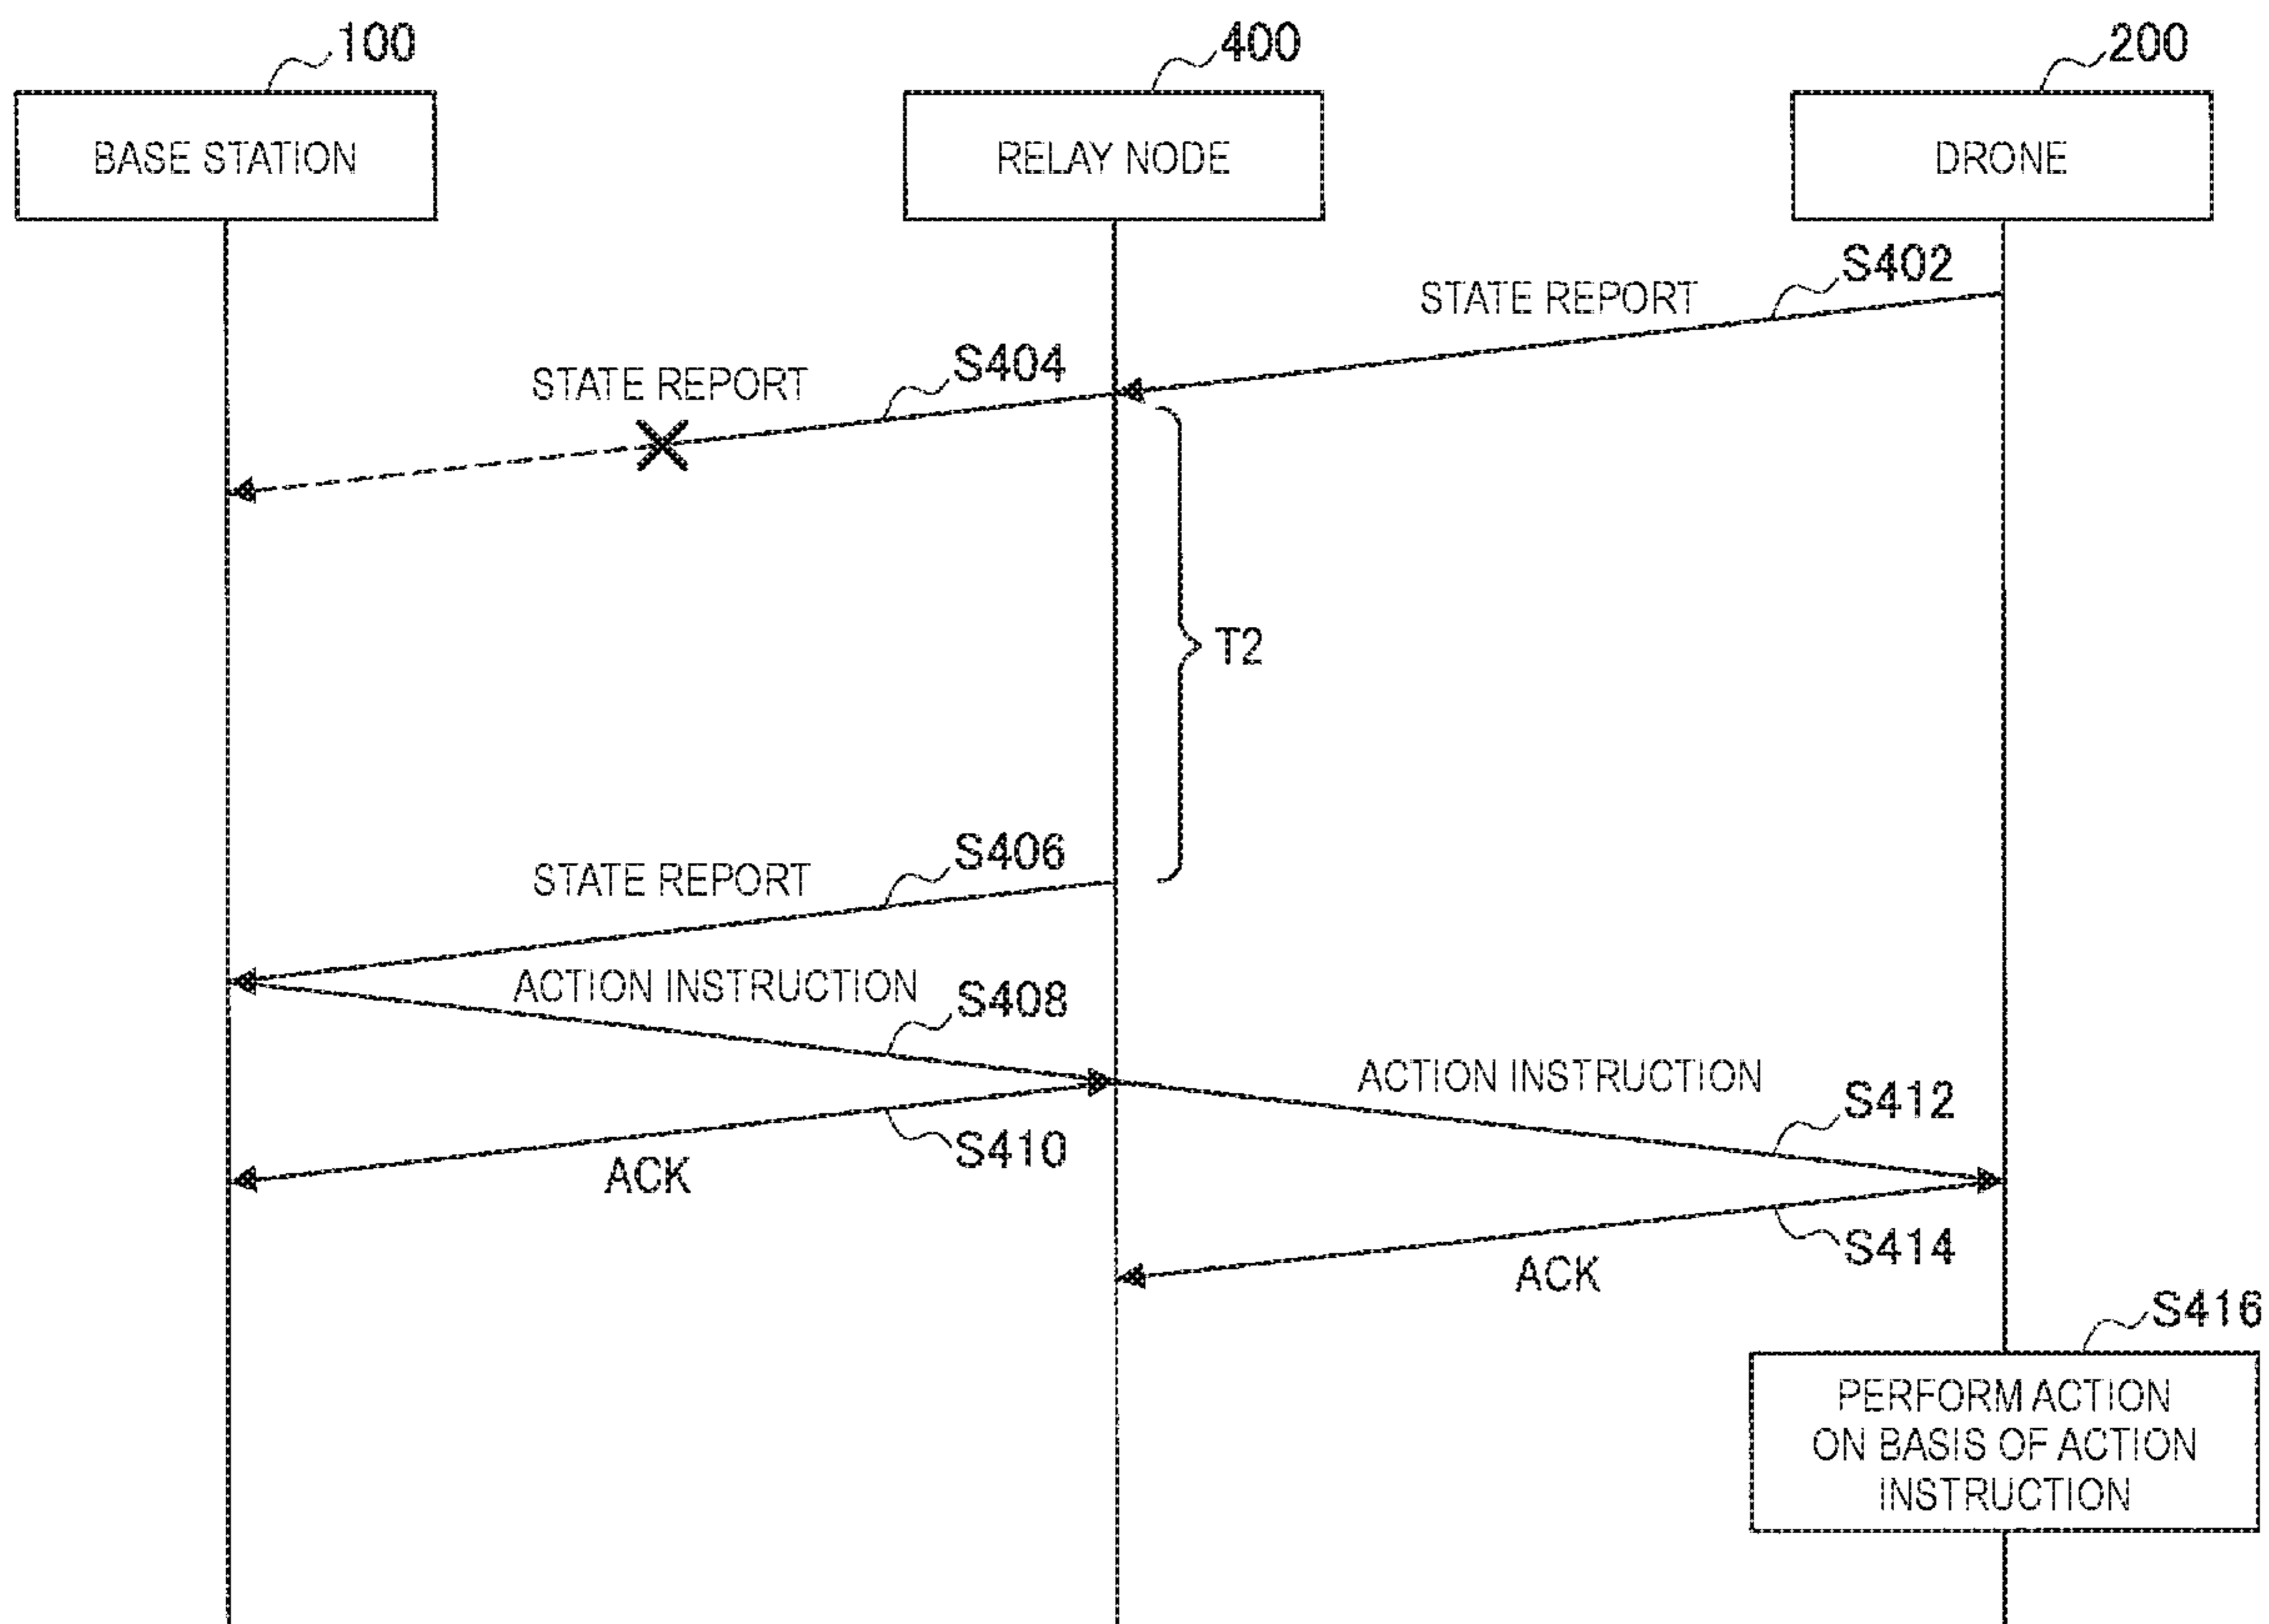 100
400
200
BASE STATION
RELAY NODE
DRONE
S402
STATE REPORT
S404
STATE REPORT
T2
S406
STATE REPORT
ACTION INSTRUCTION
S408
ACTION INSTRUCTION
S412
S410
ACK
S414
ACK
S416
PERFORM ACTION
ON BASIS OF ACTION
INSTRUCTION